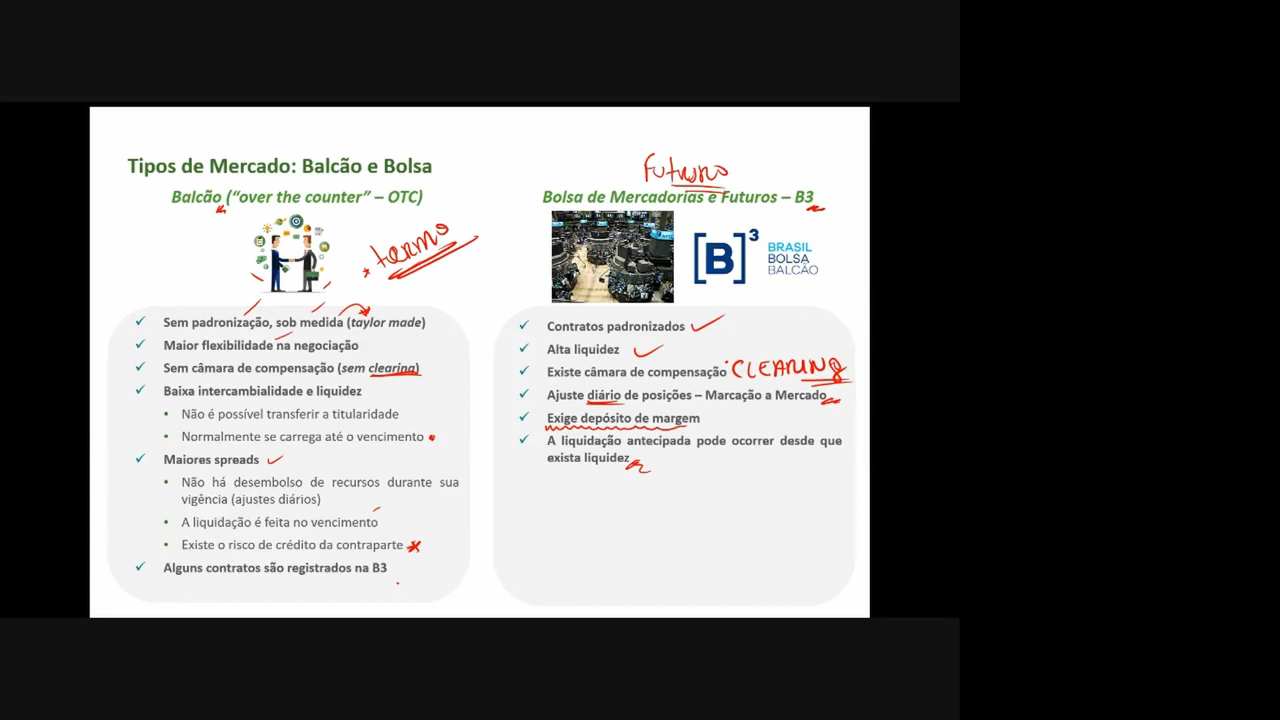 Tipos de Mercado: Balcão e Bolsa
Balcão (“over the counter” – OTC)
termo
✓ Sem padronização, sob medida (taylor made)
✓ Maior flexibilidade na negociação
✓ Sem câmara de compensação (sem clearing)
✓ Baixa intercambialidade e liquidez
• Não é possível transferir a titularidade
• Normalmente se carrega até o vencimento
✓ Maiores spreads
• Não há desembolso de recursos durante sua
vigência (ajustes diários)
• A liquidação é feita no vencimento
• Existe o risco de crédito da contraparte
✓ Alguns contratos são registrados na B3
Futuro
Bolsa de Mercadorias e Futuros – B3
[B]³
BRASIL
BOLSA
BALCÃO
✓ Contratos padronizados
✓ Alta liquidez
✓ Existe câmara de compensação CLEARING
✓ Ajuste diário de posições – Marcação a Mercado
✓ Exige depósito de margem
✓ A liquidação antecipada pode ocorrer desde que
exista liquidez